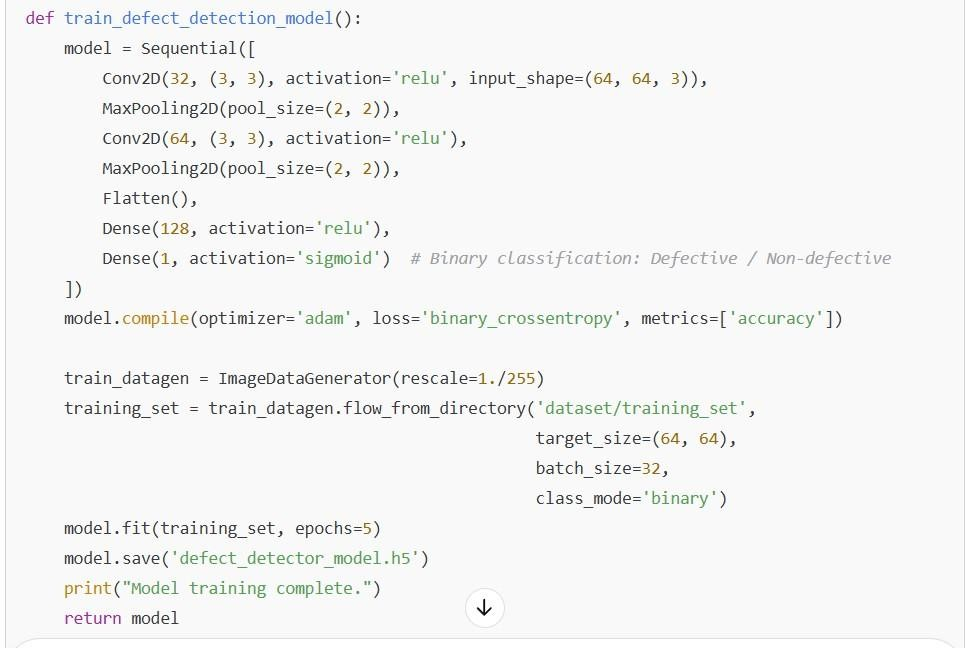 def train_defect_detection_model():
    model = Sequential([
        Conv2D(32, (3, 3), activation='relu', input_shape=(64, 64, 3)),
        MaxPooling2D(pool_size=(2, 2)),
        Conv2D(64, (3, 3), activation='relu'),
        MaxPooling2D(pool_size=(2, 2)),
        Flatten(),
        Dense(128, activation='relu'),
        Dense(1, activation='sigmoid')  # Binary classification: Defective / Non-defective
    ])
    model.compile(optimizer='adam', loss='binary_crossentropy', metrics=['accuracy'])

    train_datagen = ImageDataGenerator(rescale=1./255)
    training_set = train_datagen.flow_from_directory('dataset/training_set',
                                                     target_size=(64, 64),
                                                     batch_size=32,
                                                     class_mode='binary')
    model.fit(training_set, epochs=5)
    model.save('defect_detector_model.h5')
    print("Model training complete.")
    return model